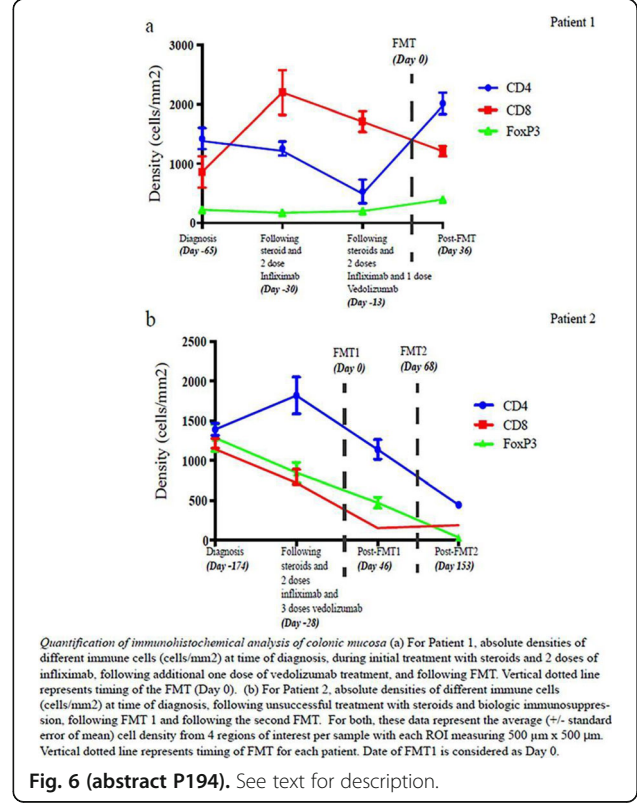 a
Patient 1
FMT
(Day 0)
3000
2000
1000
0
Density (cells/mm2)
CD4
CD8
FoxP3
Diagnosis
(Day -65)
Following
steroid and
2 dose
Infliximab
(Day -30)
Following
steroids and
2 doses
Infliximab and 1 dose
Vedolizumab
(Day -13)
Post-FMT
(Day 36)
b
Patient 2
FMT1
(Day 0)
FMT2
(Day 68)
2500
2000
1500
1000
500
0
Density (cells/mm2)
CD4
CD8
FoxP3
Diagnosis
(Day -174)
Following
steroids and
2 doses
infliximab and
3 doses vedolizumab
(Day -28)
Post-FMT1
(Day 46)
Post-FMT2
(Day 153)
Quantification of immunohistochemical analysis of colonic mucosa (a) For Patient 1, absolute densities of
different immune cells (cells/mm2) at time of diagnosis, during initial treatment with steroids and 2 doses of
infliximab, following additional one dose of vedolizumab treatment, and following FMT. Vertical dotted line
represents timing of the FMT (Day 0). (b) For Patient 2, absolute densities of different immune cells
(cells/mm2) at time of diagnosis, following unsuccessful treatment with steroids and biologic immunosuppres-
sion, following FMT 1 and following the second FMT. For both, these data represent the average (+/- standard
error of mean) cell density from 4 regions of interest per sample with each ROI measuring 500 µm x 500 µm.
Vertical dotted line represents timing of FMT for each patient. Date of FMT1 is considered as Day 0.
Fig. 6 (abstract P194). See text for description.